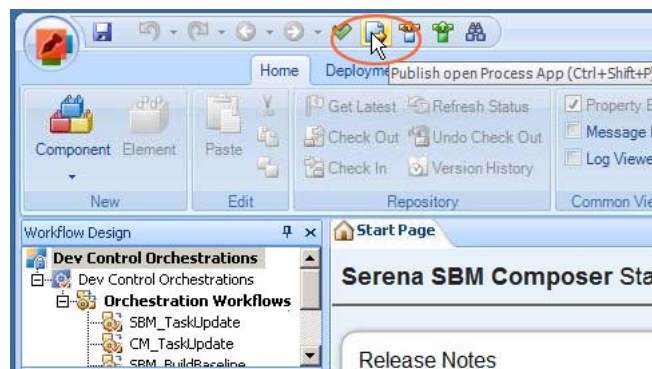 Home Deployme
Publish open Process App (Ctrl+Shift+P
Component Element Paste
Get Latest Refresh Status
Check Out Undo Check Out
Check In Version History
Property E
Message
Log Viewe
New Edit Repository Common Vie
Workflow Design
Start Page
Dev Control Orchestrations
Dev Control Orchestrations
Orchestration Workflows
SBM_TaskUpdate
CM_TaskUpdate
SBM_BuildBaseline
Serena SBM Composer Sta
Release Notes